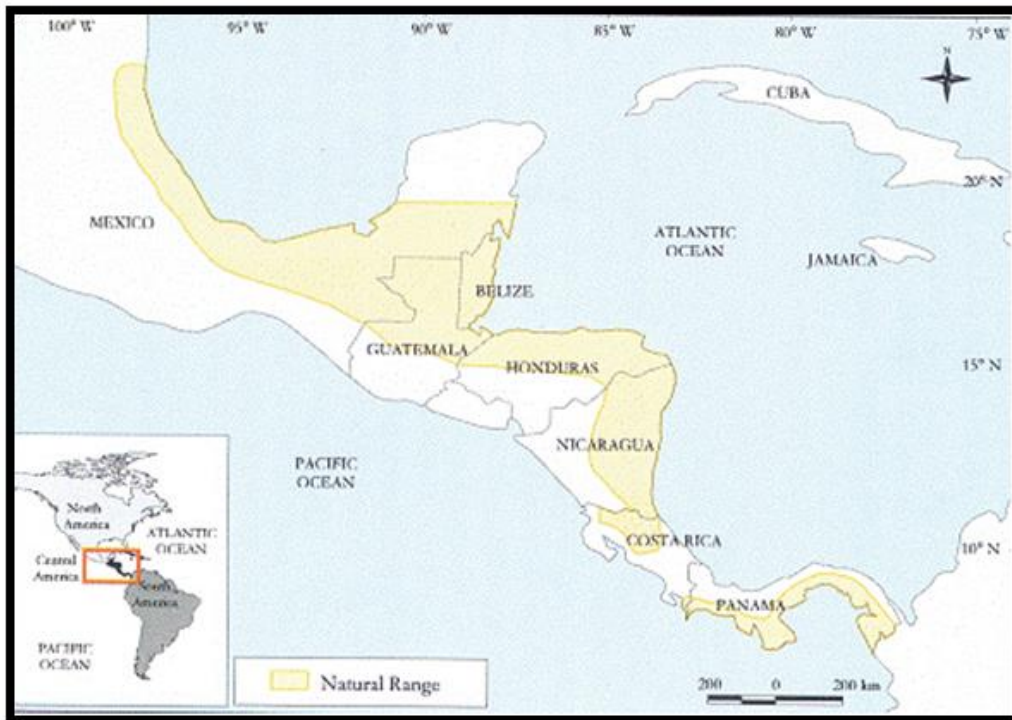 100° W 95° W 90° W 85° W 80° W 75° W
N
CUBA
20° N
MEXICO
ATLANTIC
OCEAN
JAMAICA
BELIZE
GUATEMALA
HONDURAS
15° N
NICARAGUA
PACIFIC
OCEAN
COSTA RICA
10° N
PANAMA
North
America
ATLANTIC
OCEAN
Central
America
South
America
PACIFIC
OCEAN
Natural Range
200 0 200 km